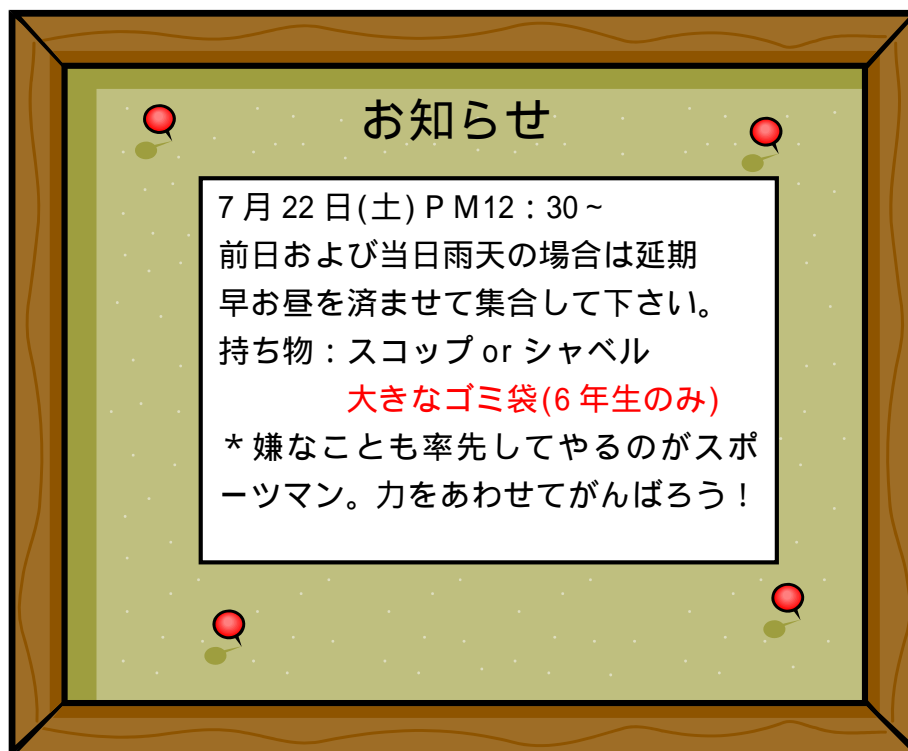 お知らせ
7月22日(土) PM12：30~
前日および当日雨天の場合は延期
早お昼を済ませて集合して下さい。
持ち物：スコップ or シャベル
大きなゴミ袋(6年生のみ)
＊嫌なことも率先してやるのがスポ
ーツマン。力をあわせてがんばろう！